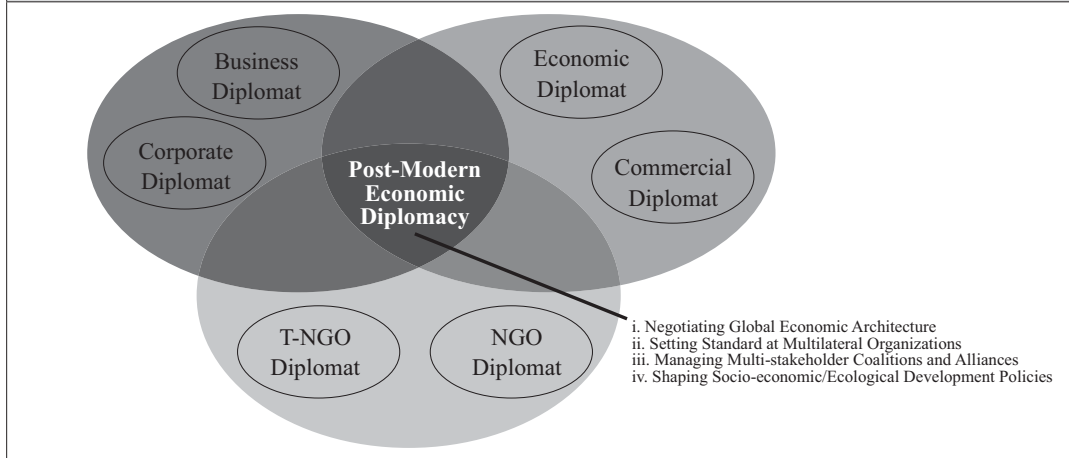 Business
Diplomat
Economic
Diplomat
Corporate
Diplomat
Commercial
Diplomat
Post-Modern
Economic
Diplomacy
T-NGO
Diplomat
NGO
Diplomat
i. Negotiating Global Economic Architecture
ii. Setting Standard at Multilateral Organizations
iii. Managing Multi-stakeholder Coalitions and Alliances
iv. Shaping Socio-economic/Ecological Development Policies